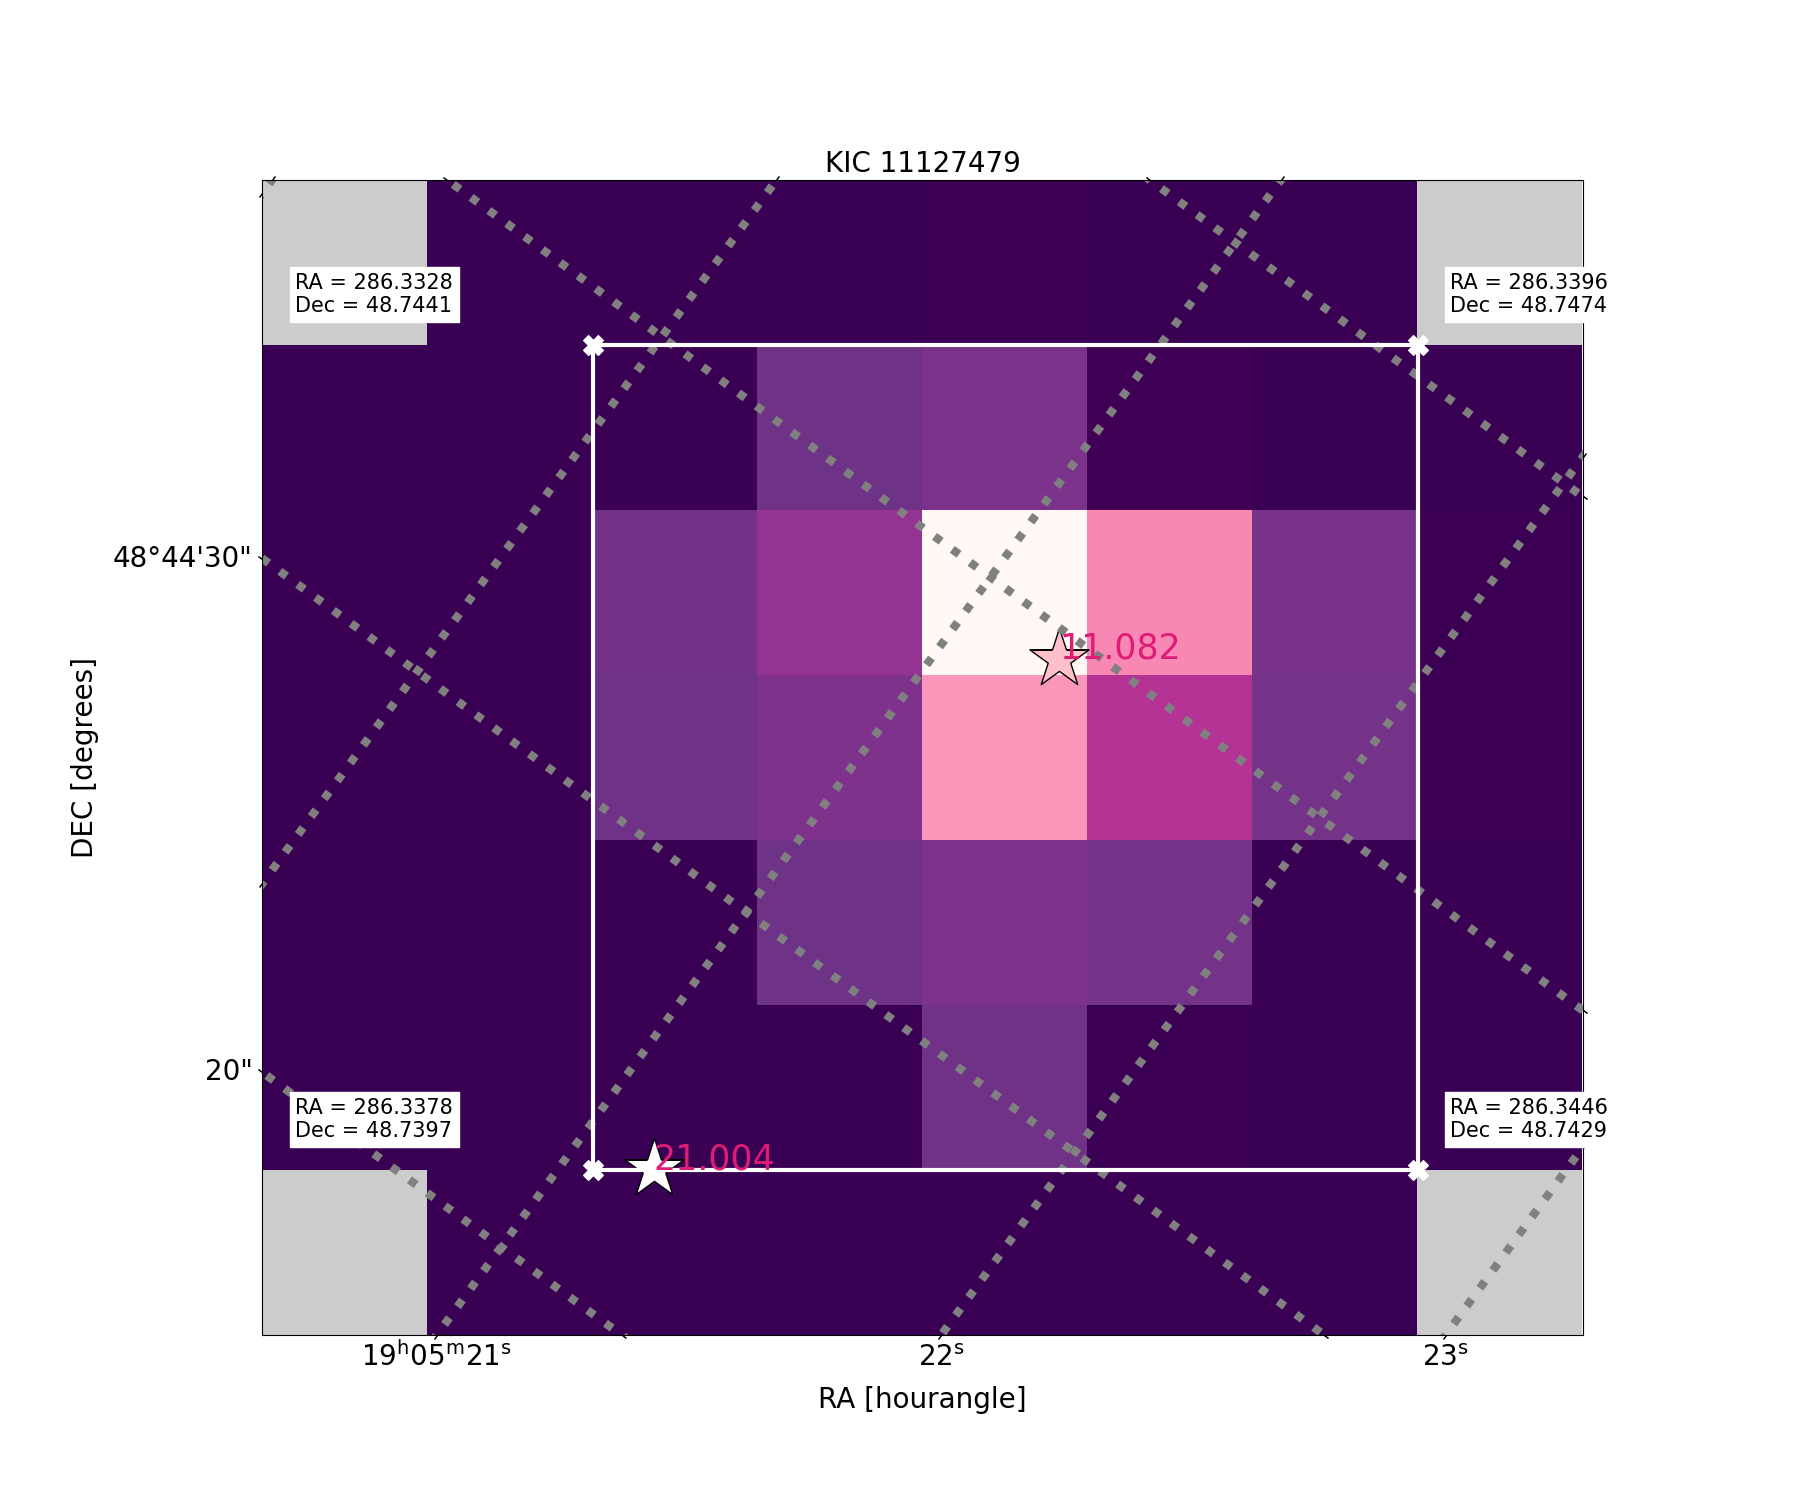 KIC 11127479
RA = 286.3328
Dec = 48.7441
RA = 286.3396
Dec = 48.7474
48°44'30"
11.082
DEC [degrees]
20"
RA = 286.3378
Dec = 48.7397
RA = 286.3446
Dec = 48.7429
21.004
19ʰ05ᵐ21ˢ
22ˢ
23ˢ
RA [hourangle]